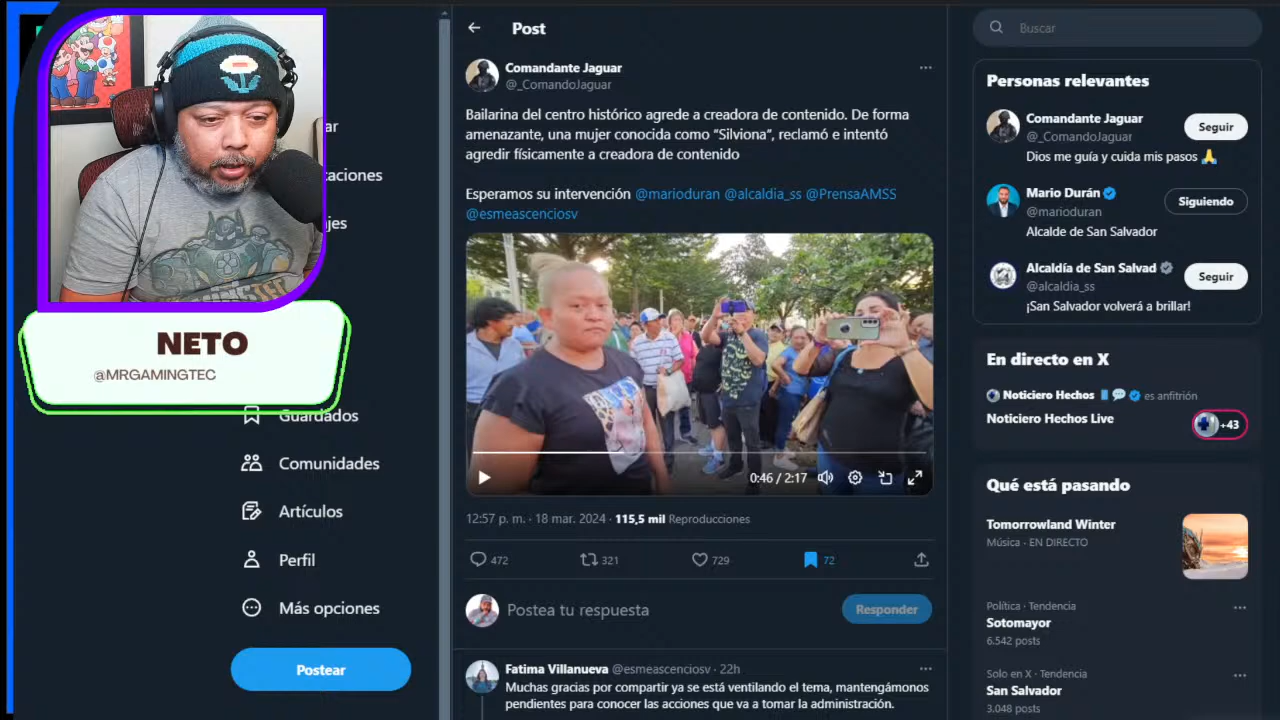 NETO
@MRGAMINGTEC
ar
taciones
jes
Guardados
Comunidades
Artículos
Perfil
Más opciones
Postear
Post
Comandante Jaguar
@_ComandoJaguar
Bailarina del centro histórico agrede a creadora de contenido. De forma
amenazante, una mujer conocida como “Silviona”, reclamó e intentó
agredir físicamente a creadora de contenido
Esperamos su intervención @marioduran @alcaldia_ss @PrensaAMSS
@esmeascenciosv
0:46 / 2:17
12:57 p. m. · 18 mar. 2024 · 115,5 mil Reproducciones
472
321
729
72
Postea tu respuesta
Responder
Fatima Villanueva @esmeascenciosv · 22h
Muchas gracias por compartir ya se está ventilando el tema, mantengámonos
pendientes para conocer las acciones que va a tomar la administración.
Buscar
Personas relevantes
Comandante Jaguar
@_ComandoJaguar
Seguir
Dios me guía y cuida mis pasos 🙏
Mario Durán
@marioduran
Siguiendo
Alcalde de San Salvador
Alcaldía de San Salvad
@alcaldia_ss
Seguir
¡San Salvador volverá a brillar!
En directo en X
Noticiero Hechos es anfitrión
Noticiero Hechos Live
+43
Qué está pasando
Tomorrowland Winter
Música · EN DIRECTO
Política · Tendencia
Sotomayor
6.542 posts
Solo en X · Tendencia
San Salvador
3.048 posts